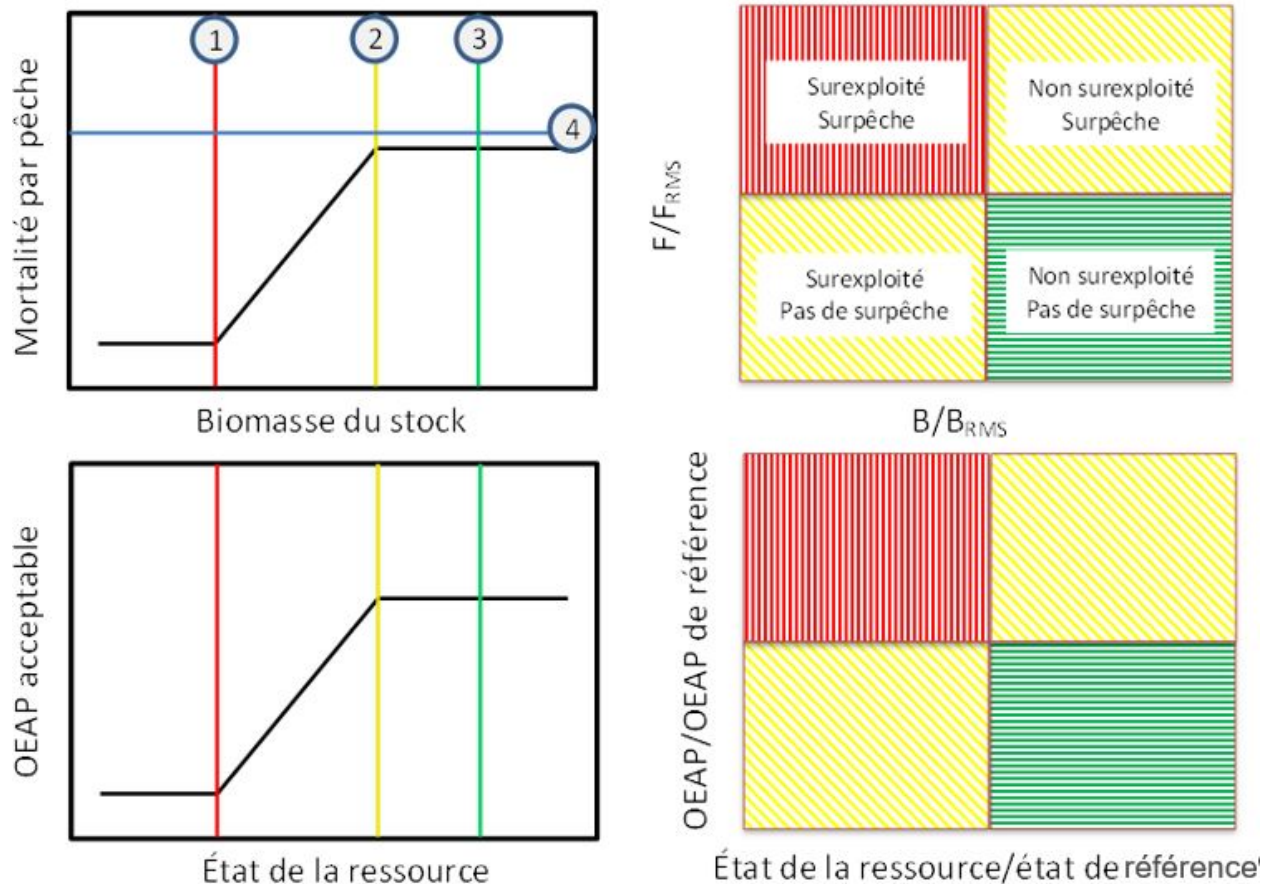 1
2
3
4
Mortalité par pêche
Biomasse du stock
Surexploité
Surpêche
Non surexploité
Surpêche
Surexploité
Pas de surpêche
Non surexploité
Pas de surpêche
F/FRMS
B/BRMS
OEAP acceptable
État de la ressource
OEAP/OEAP de référence
État de la ressource/état de référence'